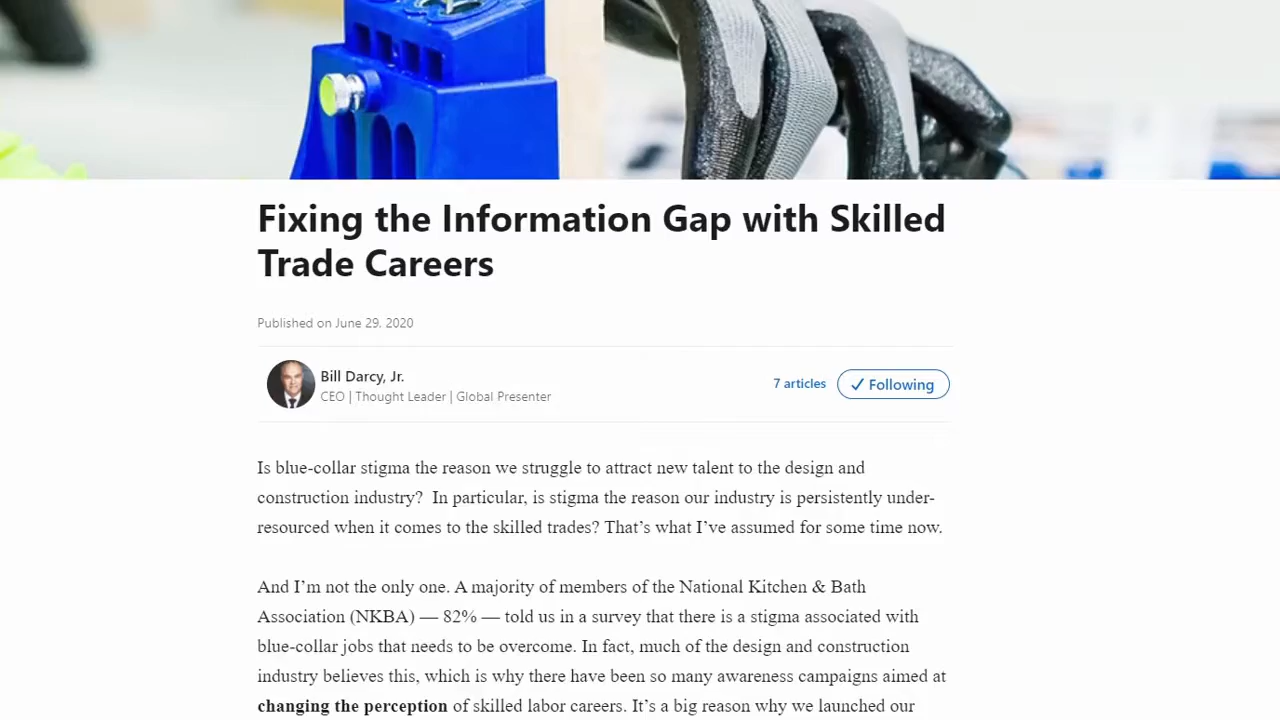 Fixing the Information Gap with Skilled
Trade Careers
Published on June 29, 2020
Bill Darcy, Jr.
CEO | Thought Leader | Global Presenter
7 articles
Following
Is blue-collar stigma the reason we struggle to attract new talent to the design and
construction industry?  In particular, is stigma the reason our industry is persistently under-
resourced when it comes to the skilled trades? That’s what I’ve assumed for some time now.
And I’m not the only one. A majority of members of the National Kitchen & Bath
Association (NKBA) — 82% — told us in a survey that there is a stigma associated with
blue-collar jobs that needs to be overcome. In fact, much of the design and construction
industry believes this, which is why there have been so many awareness campaigns aimed at
changing the perception of skilled labor careers. It’s a big reason why we launched our